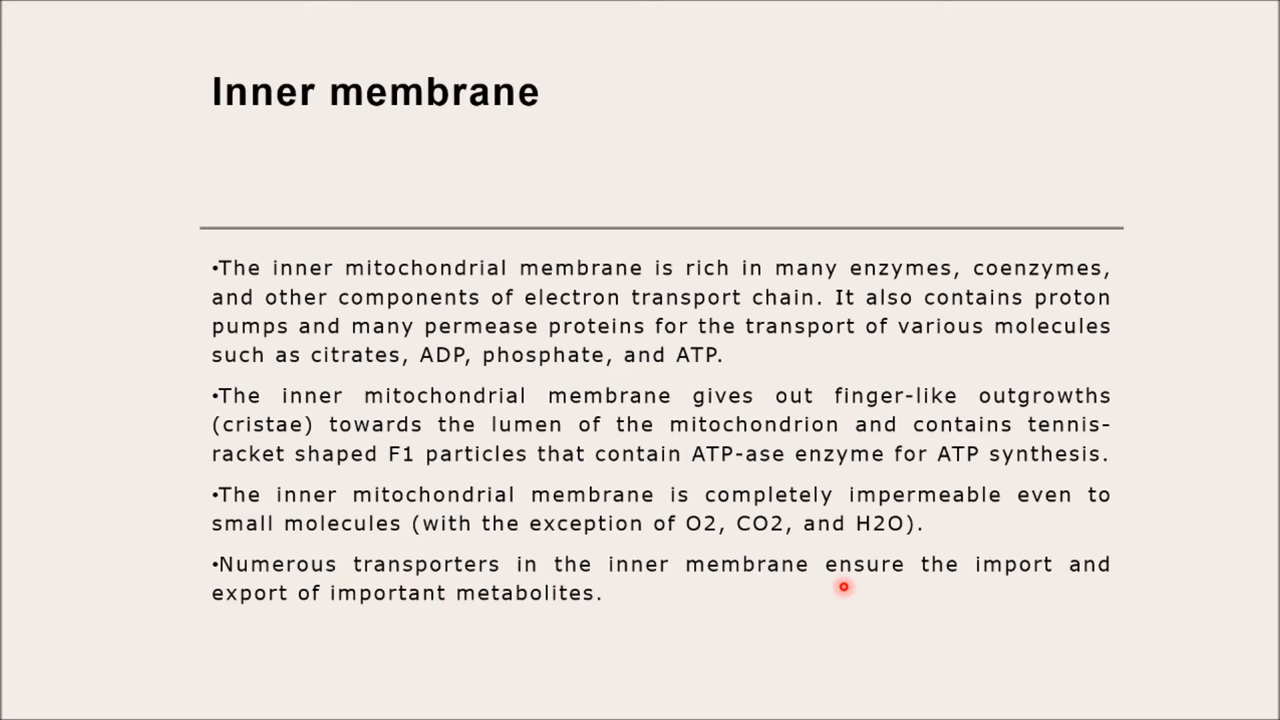 Inner membrane
•The inner mitochondrial membrane is rich in many enzymes, coenzymes,
and other components of electron transport chain. It also contains proton
pumps and many permease proteins for the transport of various molecules
such as citrates, ADP, phosphate, and ATP.
•The inner mitochondrial membrane gives out finger-like outgrowths
(cristae) towards the lumen of the mitochondrion and contains tennis-
racket shaped F1 particles that contain ATP-ase enzyme for ATP synthesis.
•The inner mitochondrial membrane is completely impermeable even to
small molecules (with the exception of O2, CO2, and H2O).
•Numerous transporters in the inner membrane ensure the import and
export of important metabolites.